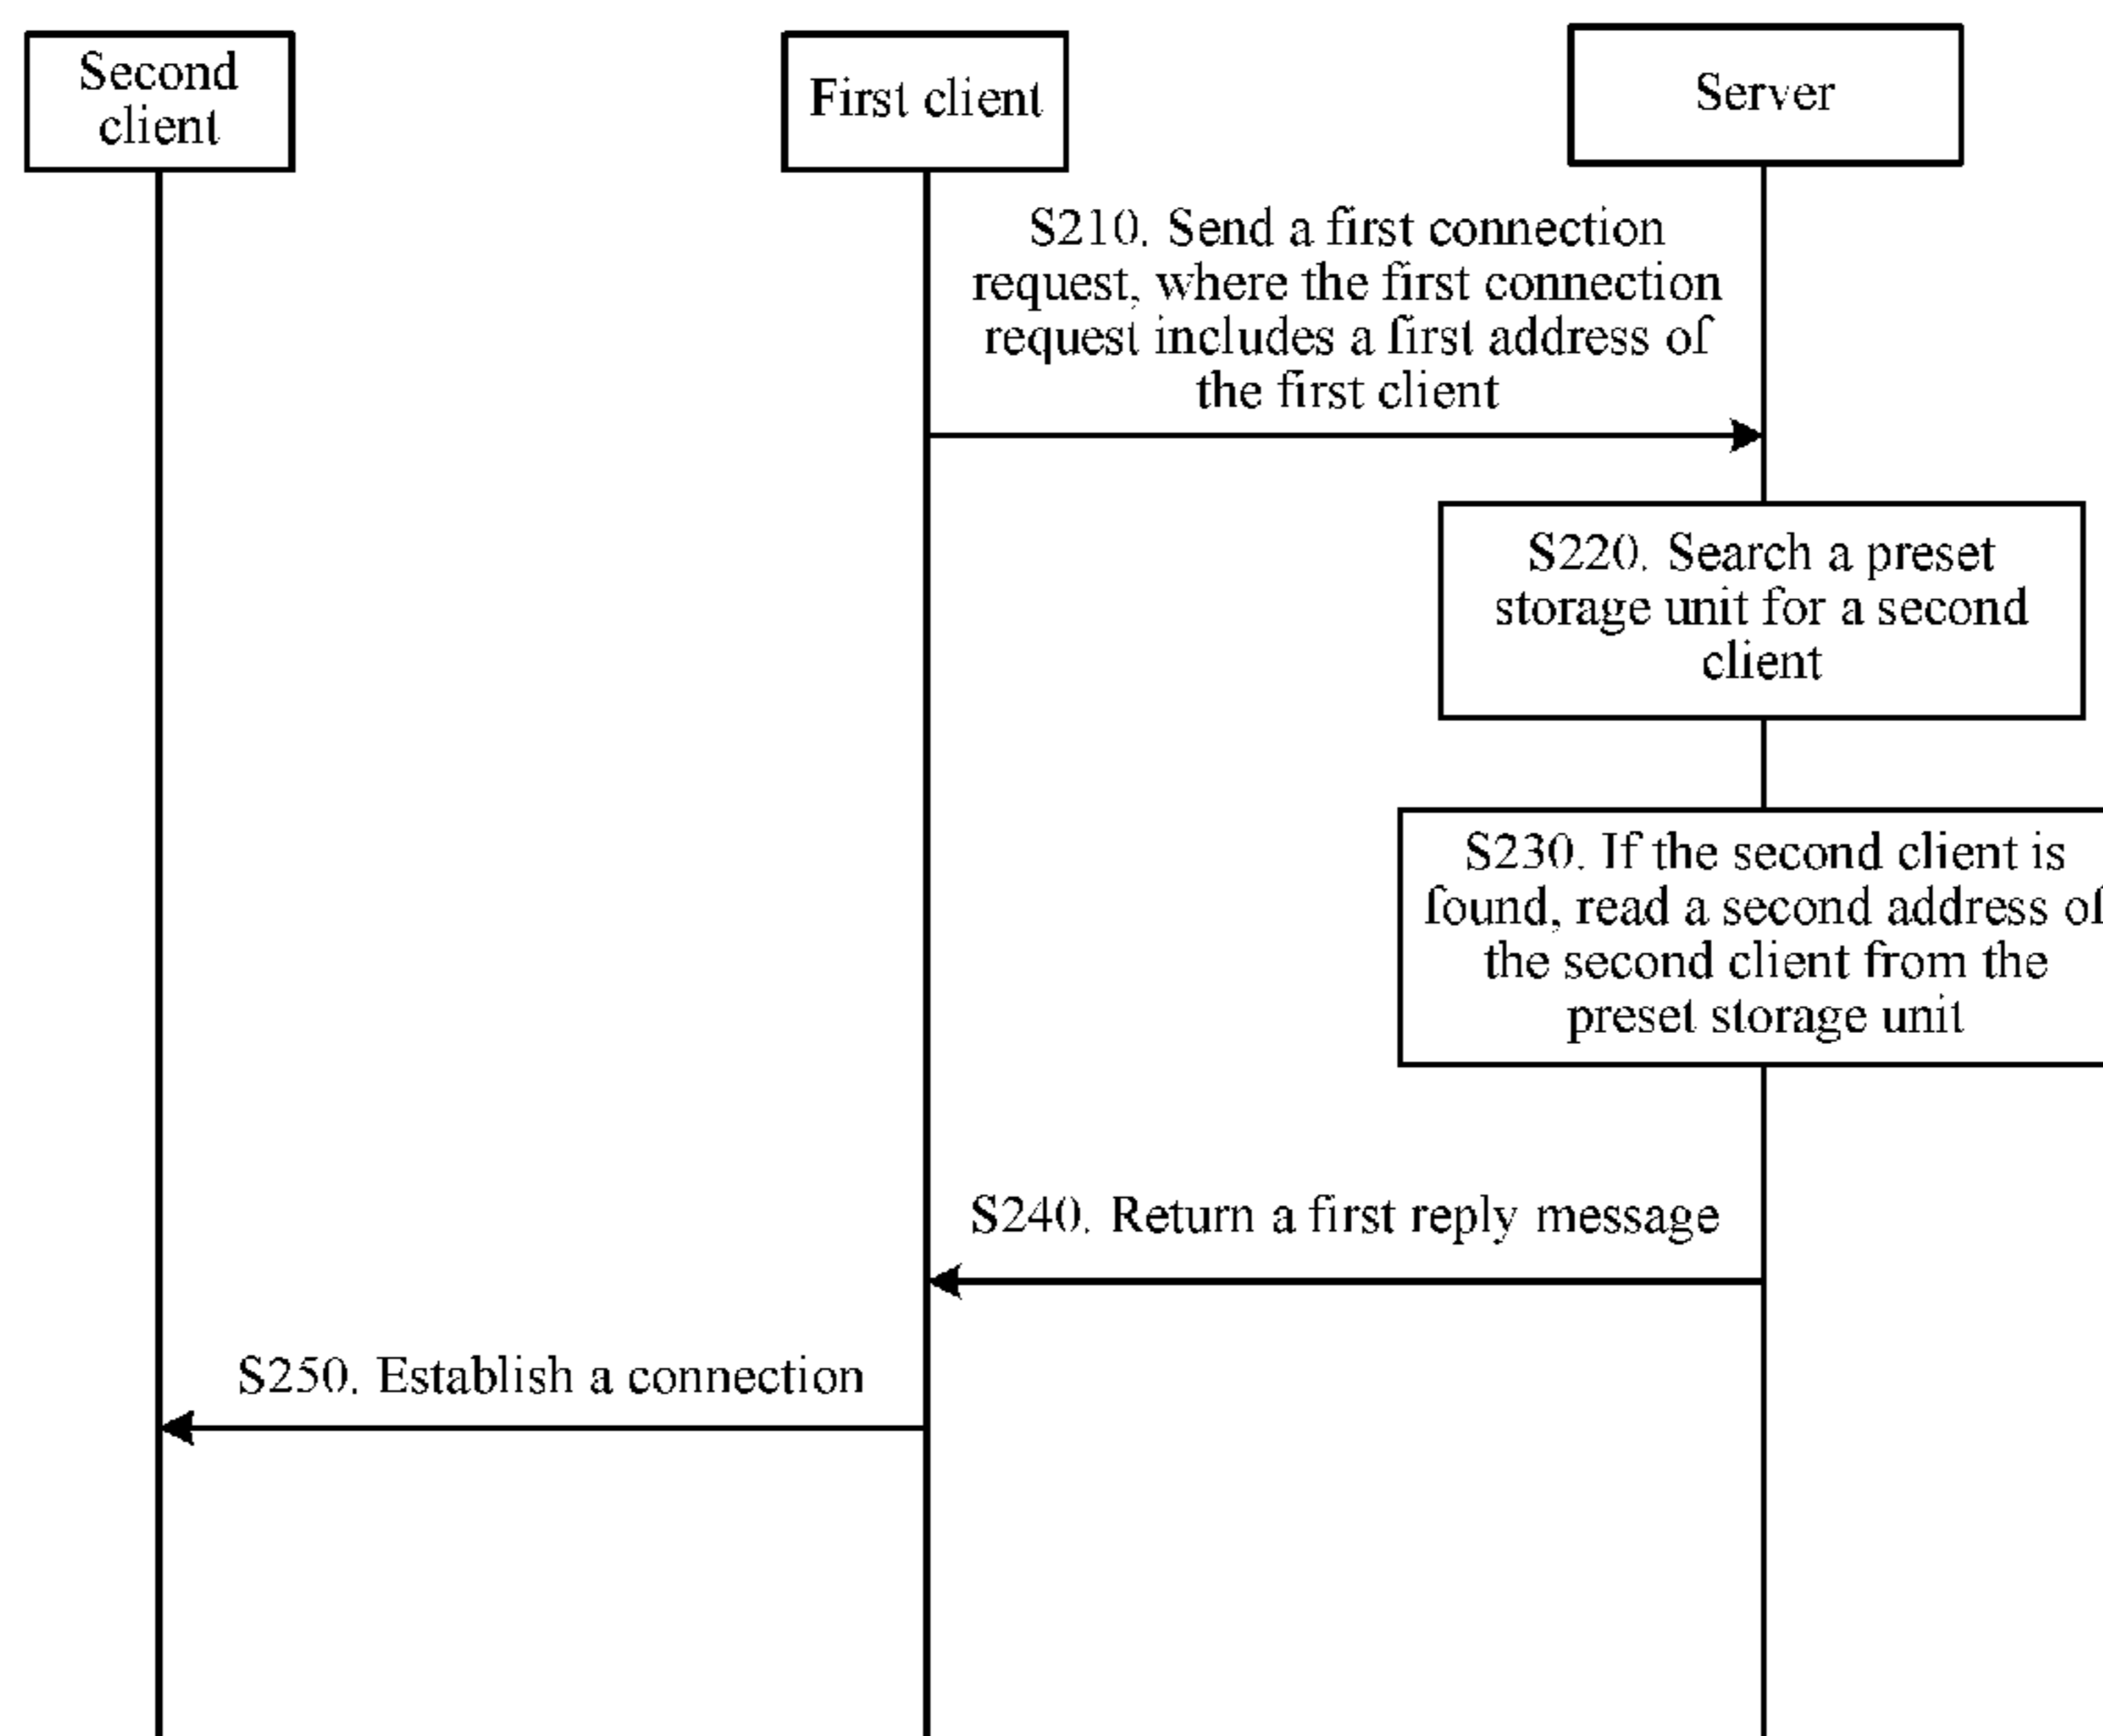 Second
client
First client
Server
S210. Send a first connection
request, where the first connection
request includes a first address of
the first client
S220. Search a preset
storage unit for a second
client
S230. If the second client is
found, read a second address of
the second client from the
preset storage unit
S240. Return a first reply message
S250. Establish a connection